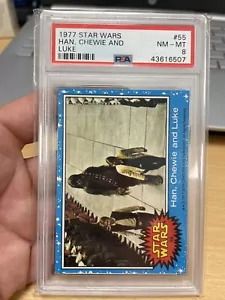 1977 STAR WARS #55
HAN, CHEWIE AND NM-MT
LUKE PSA 8
43616507
Han, Chewie and Luke
STAR
WARS